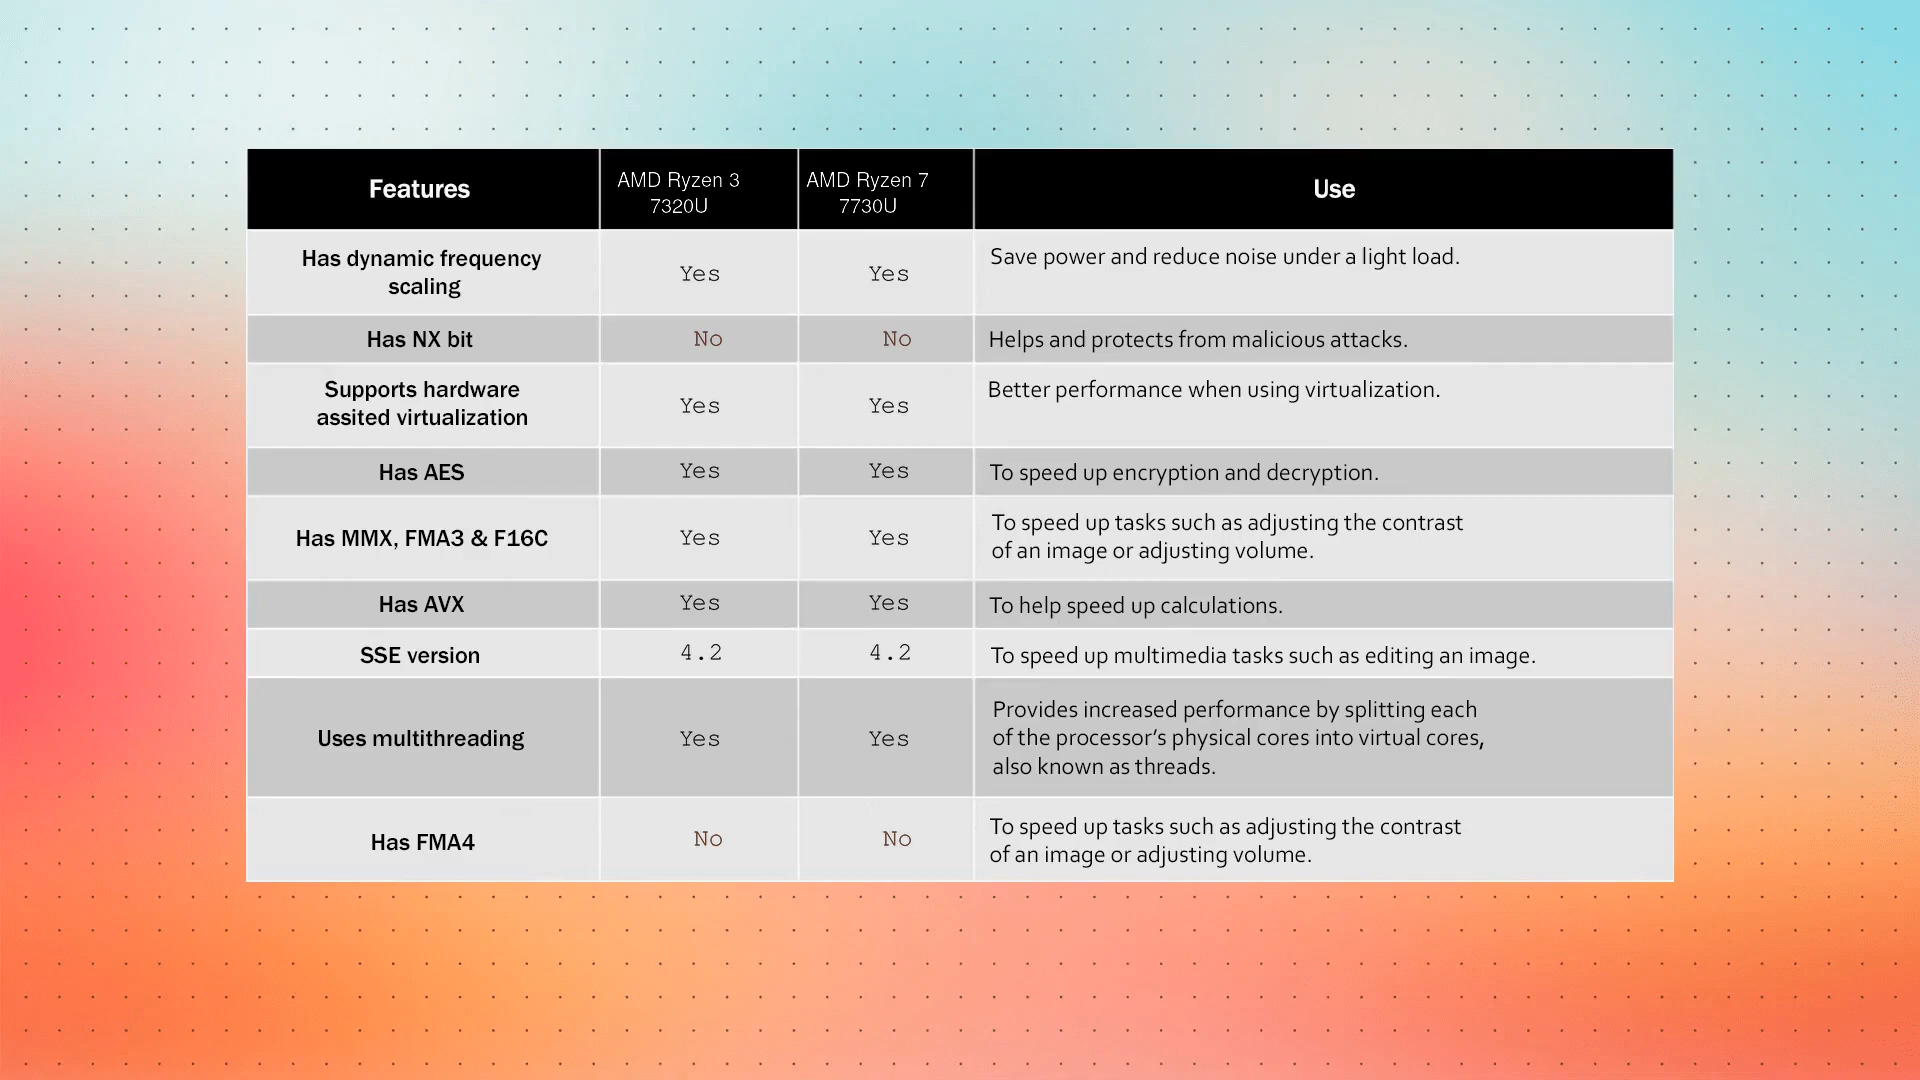 Features
AMD Ryzen 3
7320U
AMD Ryzen 7
7730U
Use
Has dynamic frequency
scaling
Yes
Yes
Save power and reduce noise under a light load.
Has NX bit
No
No
Helps and protects from malicious attacks.
Supports hardware
assited virtualization
Yes
Yes
Better performance when using virtualization.
Has AES
Yes
Yes
To speed up encryption and decryption.
Has MMX, FMA3 & F16C
Yes
Yes
To speed up tasks such as adjusting the contrast
of an image or adjusting volume.
Has AVX
Yes
Yes
To help speed up calculations.
SSE version
4.2
4.2
To speed up multimedia tasks such as editing an image.
Uses multithreading
Yes
Yes
Provides increased performance by splitting each
of the processor’s physical cores into virtual cores,
also known as threads.
Has FMA4
No
No
To speed up tasks such as adjusting the contrast
of an image or adjusting volume.